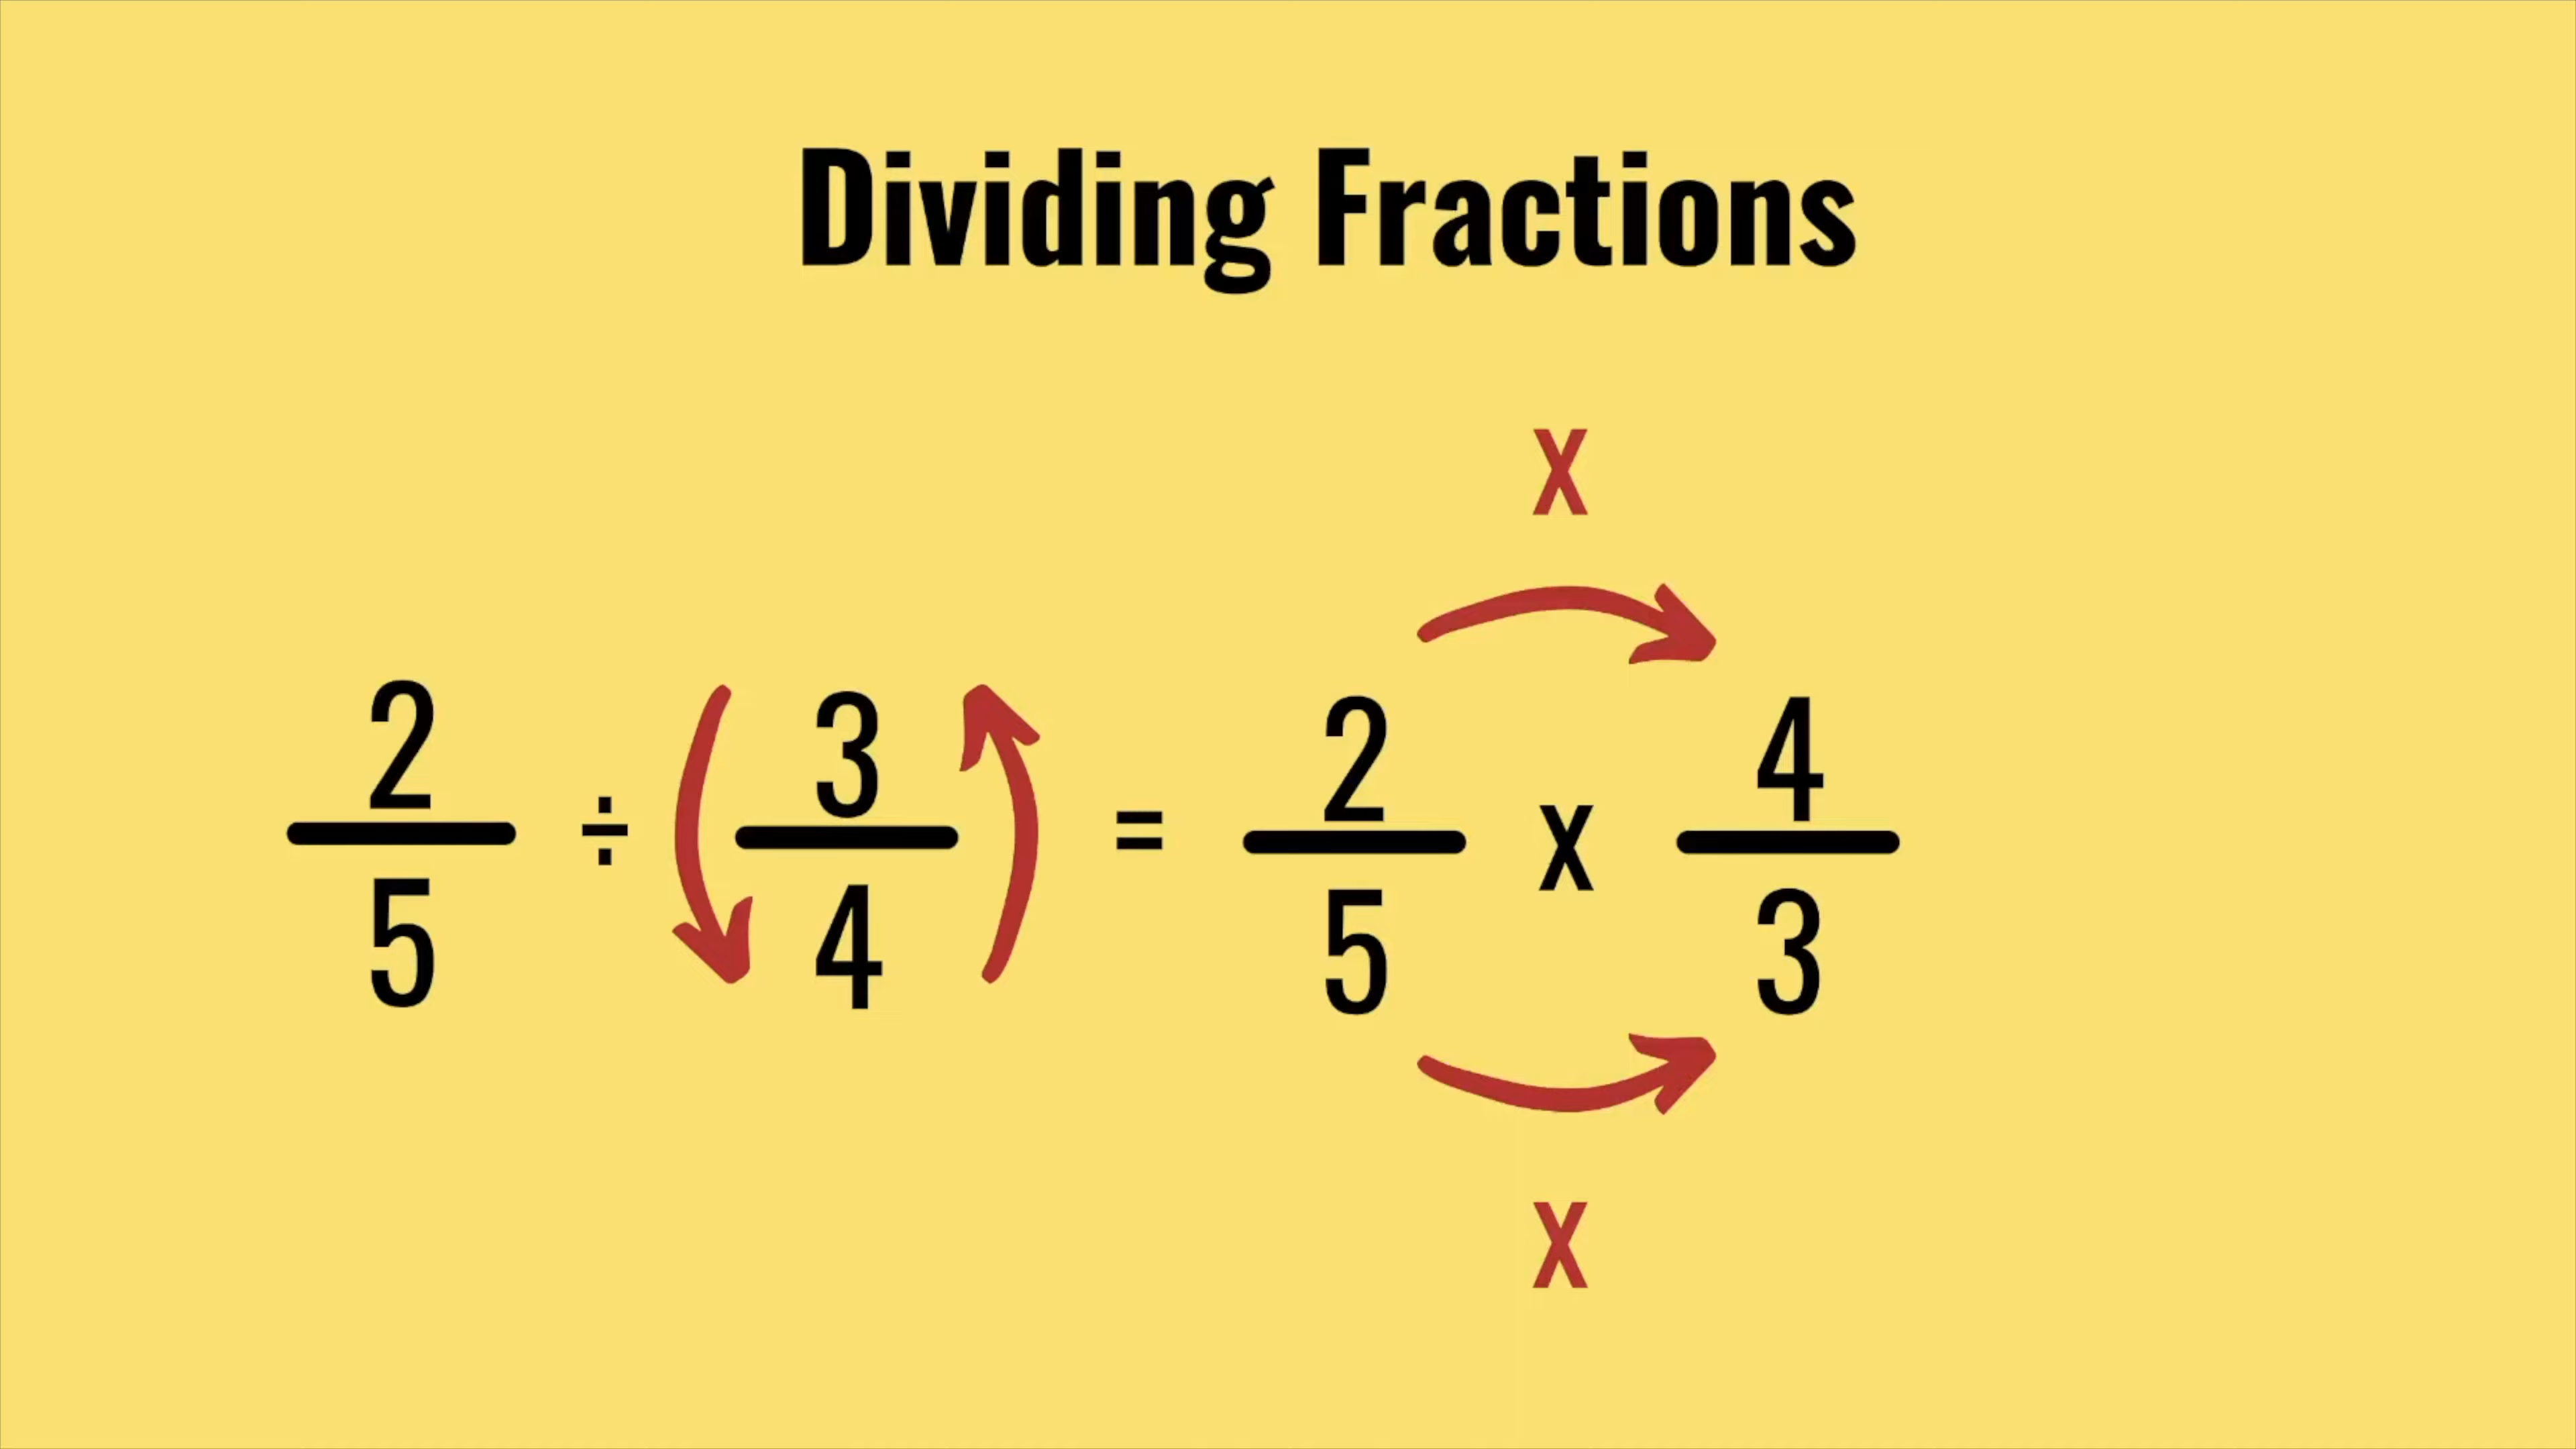 Dividing Fractions
x
2/5 ÷ 3/4 = 2/5 x 4/3
x